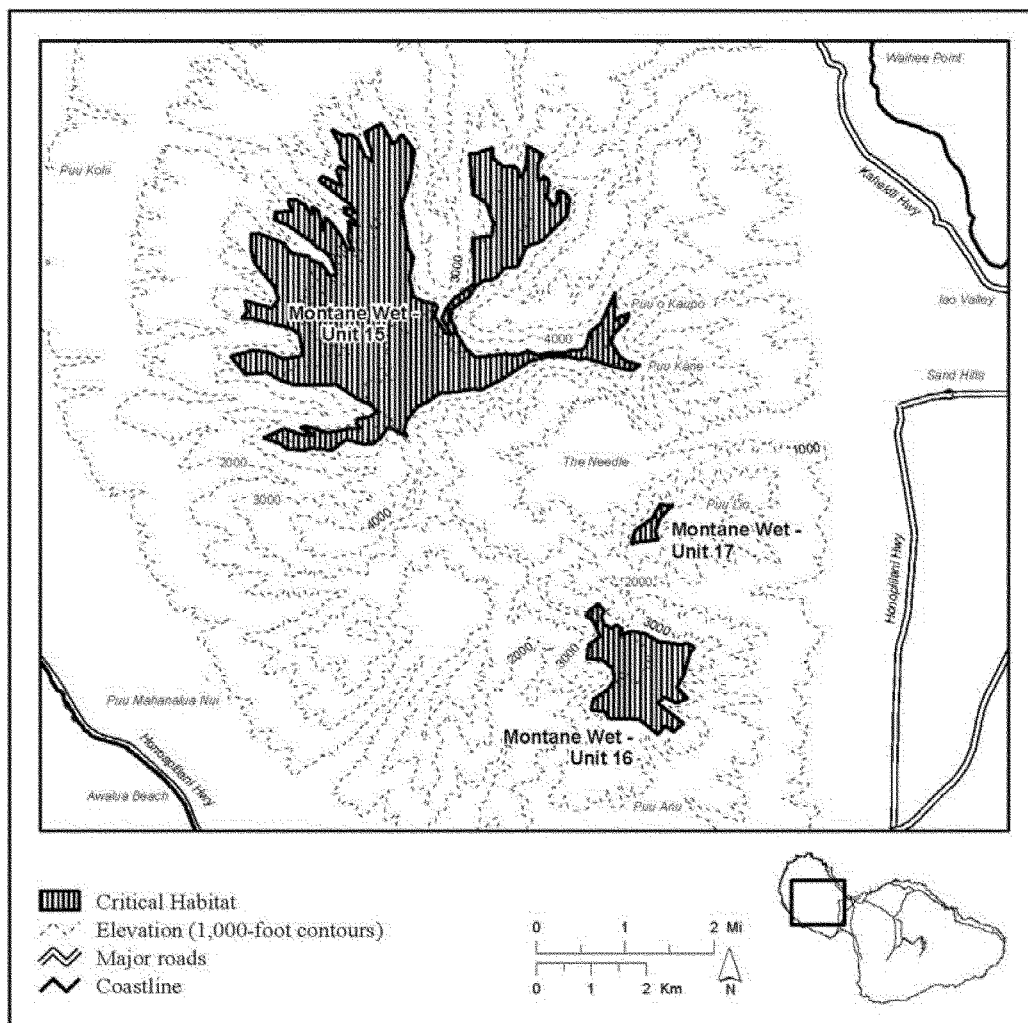 Waihee Point
Puu Kolii
Kahekili Hwy
3000
Iao Valley
Puu o Kaupo
Montane Wet -
Unit 15
4000
Puu Kane
Sand Hills
1000
2000
The Needle
3000
Puu Lio
4000
Montane Wet -
Unit 17
Honoapiilani Hwy
2000
3000
2000
3000
Puu Mahanalua Nui
Montane Wet -
Unit 16
Honoapiilani Hwy
Awalua Beach
Puu Anu
Critical Habitat
Elevation (1,000-foot contours)
Major roads
Coastline
0 1 2 Mi
0 1 2 Km
N